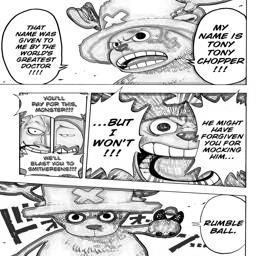 MY
NAME IS
TONY
TONY
CHOPPER
!!!
THAT
NAME WAS
GIVEN TO
ME BY THE
WORLD'S
GREATEST
DOCTOR
!!!!
HE MIGHT
HAVE
FORGIVEN
YOU FOR
MOCKING
HIM...
...BUT
I
WON'T
!!!
YOU'LL
PAY FOR THIS,
MONSTER!!
WE'LL
BLAST YOU TO
SMITHEREENS!!!
RUMBLE
BALL.